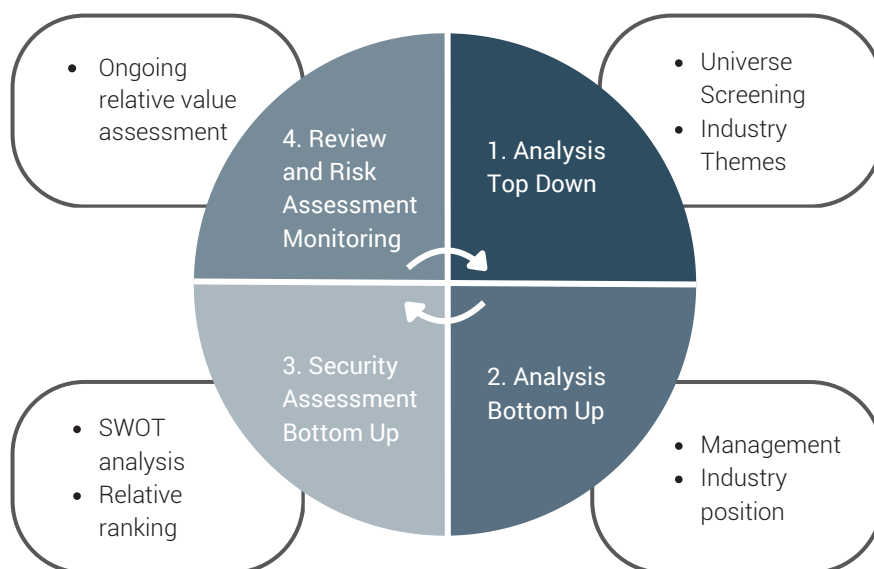 • Ongoing
relative value
assessment
4. Review
and Risk
Assessment
Monitoring
1. Analysis
Top Down
• Universe
Screening
• Industry
Themes
• SWOT
analysis
• Relative
ranking
3. Security
Assessment
Bottom Up
2. Analysis
Bottom Up
• Management
• Industry
position